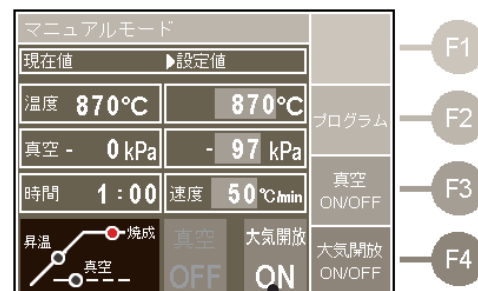 マニュアルモード
現在値 ▶設定値
温度 870℃ 870℃
真空 - 0 kPa - 97 kPa
時間 1:00 速度 50 ℃/min
昇温 焼成 真空
真空 OFF
大気開放 ON
プログラム
真空 ON/OFF
大気開放 ON/OFF
F1
F2
F3
F4